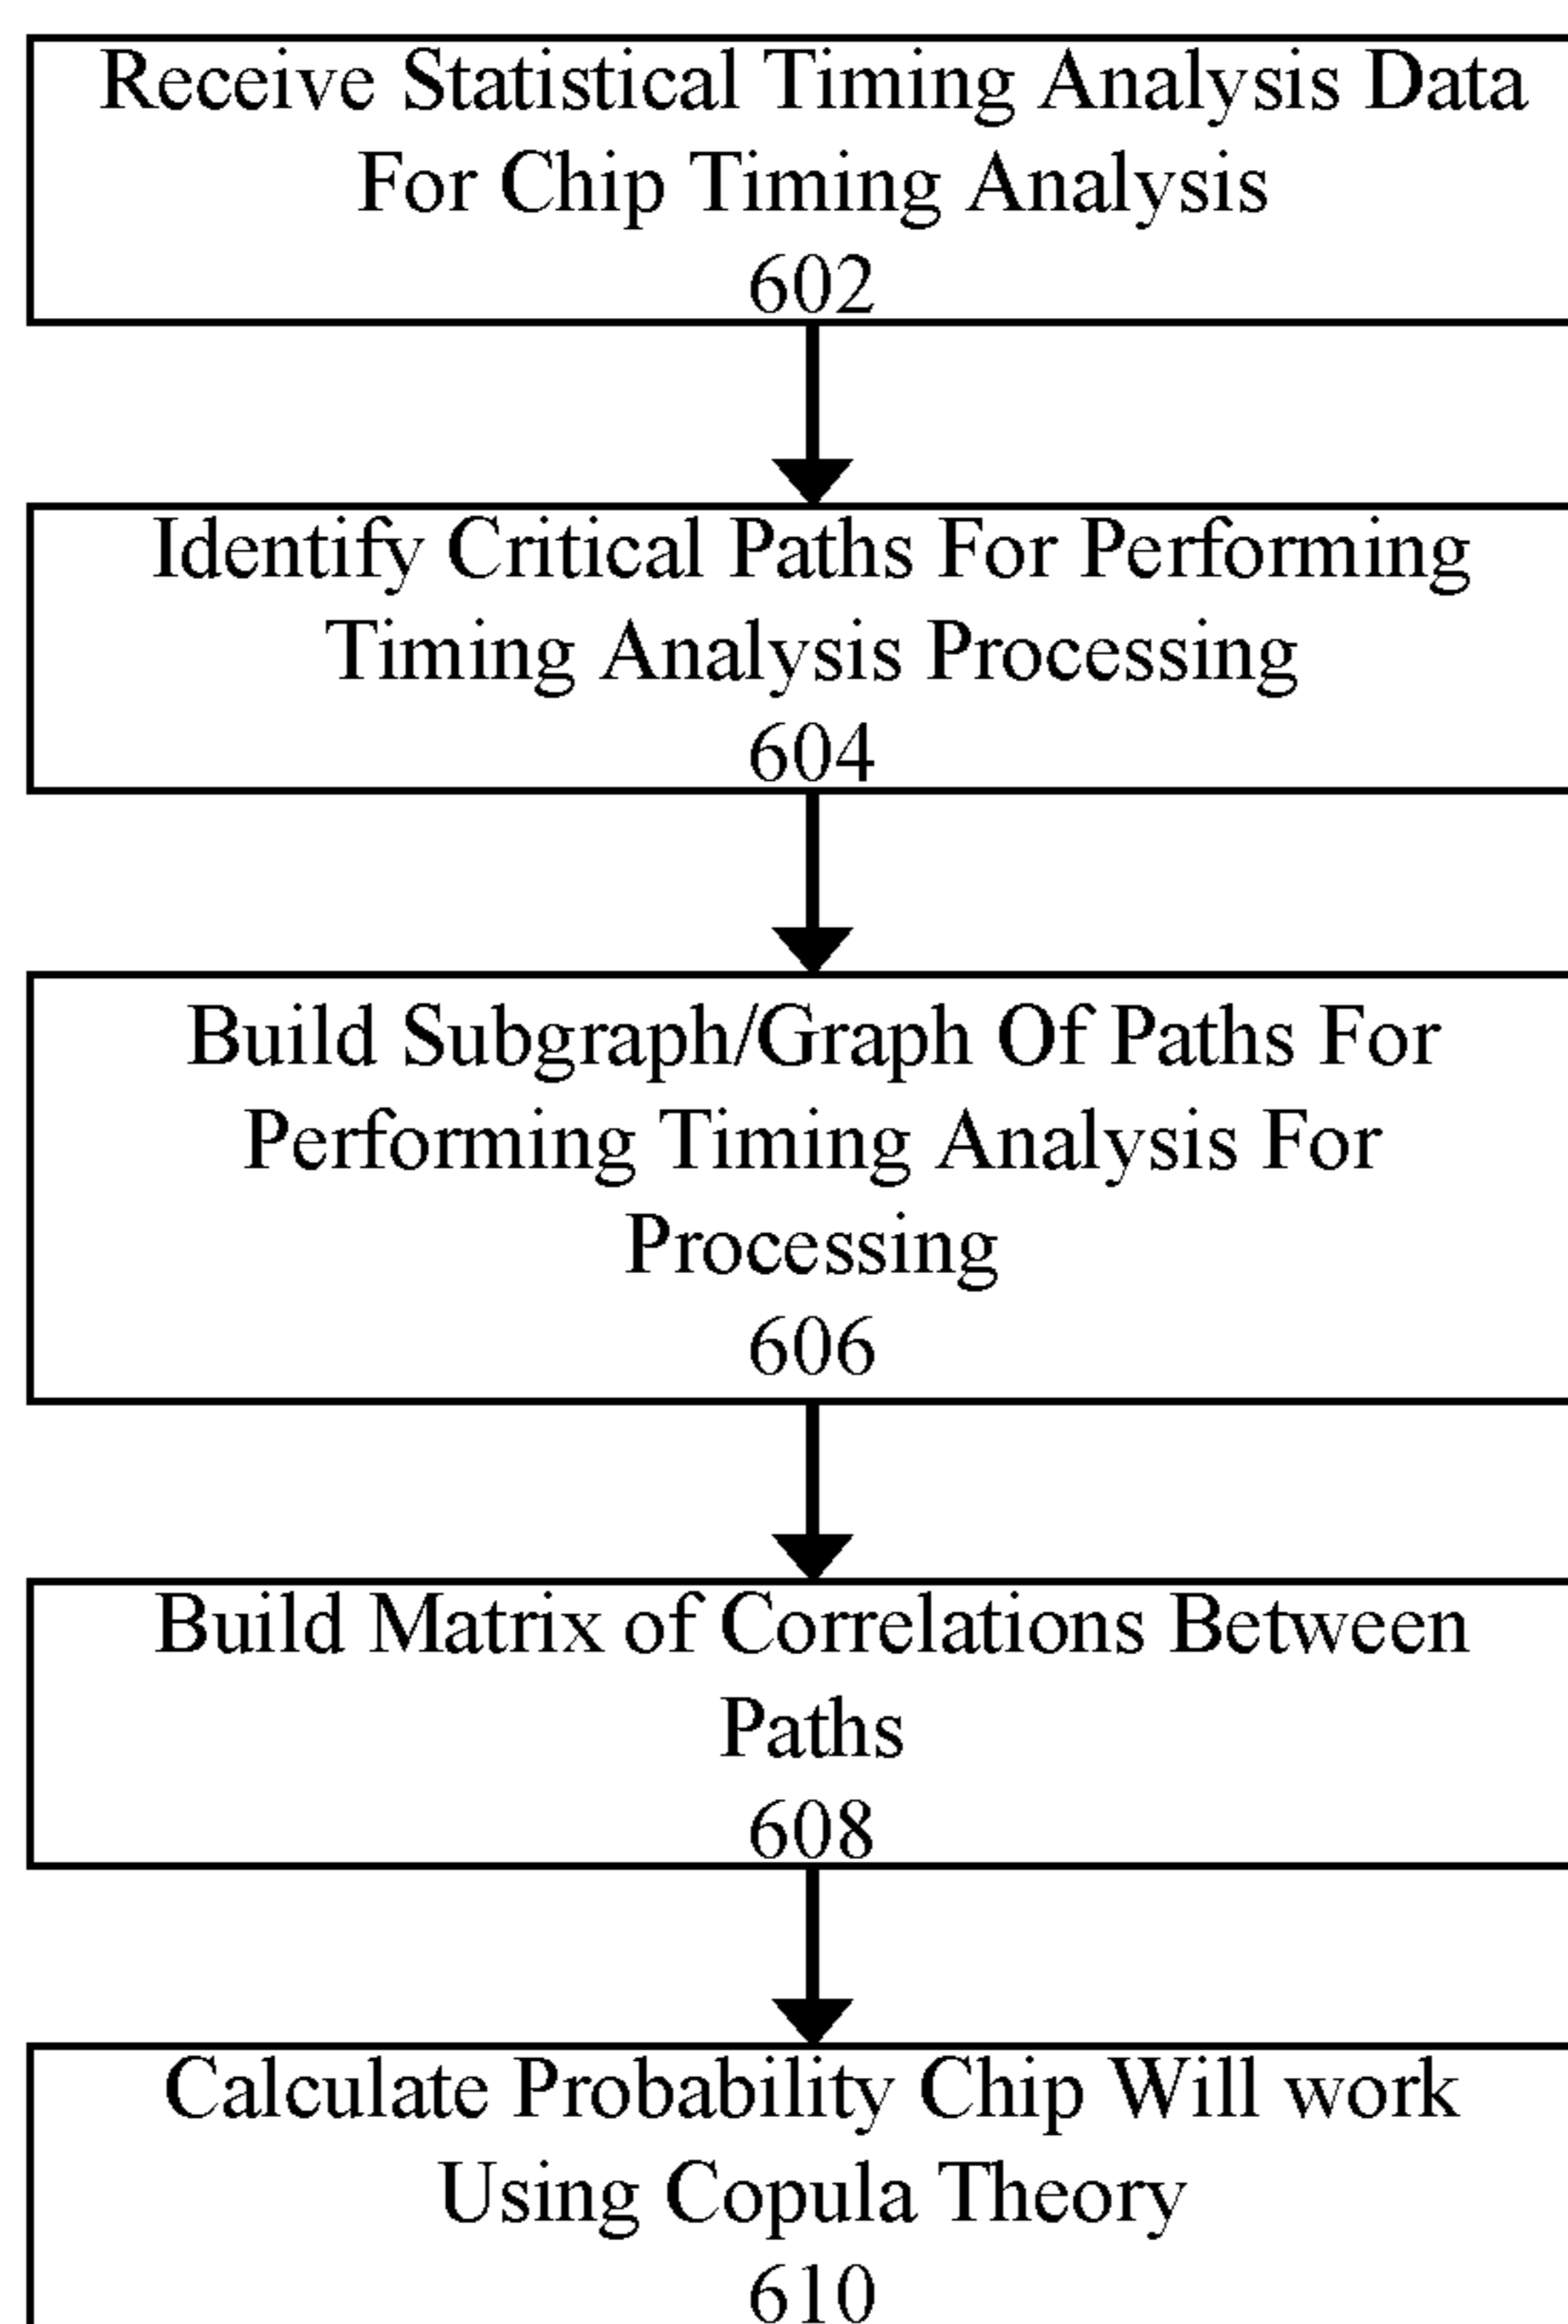 Receive Statistical Timing Analysis Data
For Chip Timing Analysis
602
Identify Critical Paths For Performing
Timing Analysis Processing
604
Build Subgraph/Graph Of Paths For
Performing Timing Analysis For
Processing
606
Build Matrix of Correlations Between
Paths
608
Calculate Probability Chip Will work
Using Copula Theory
610